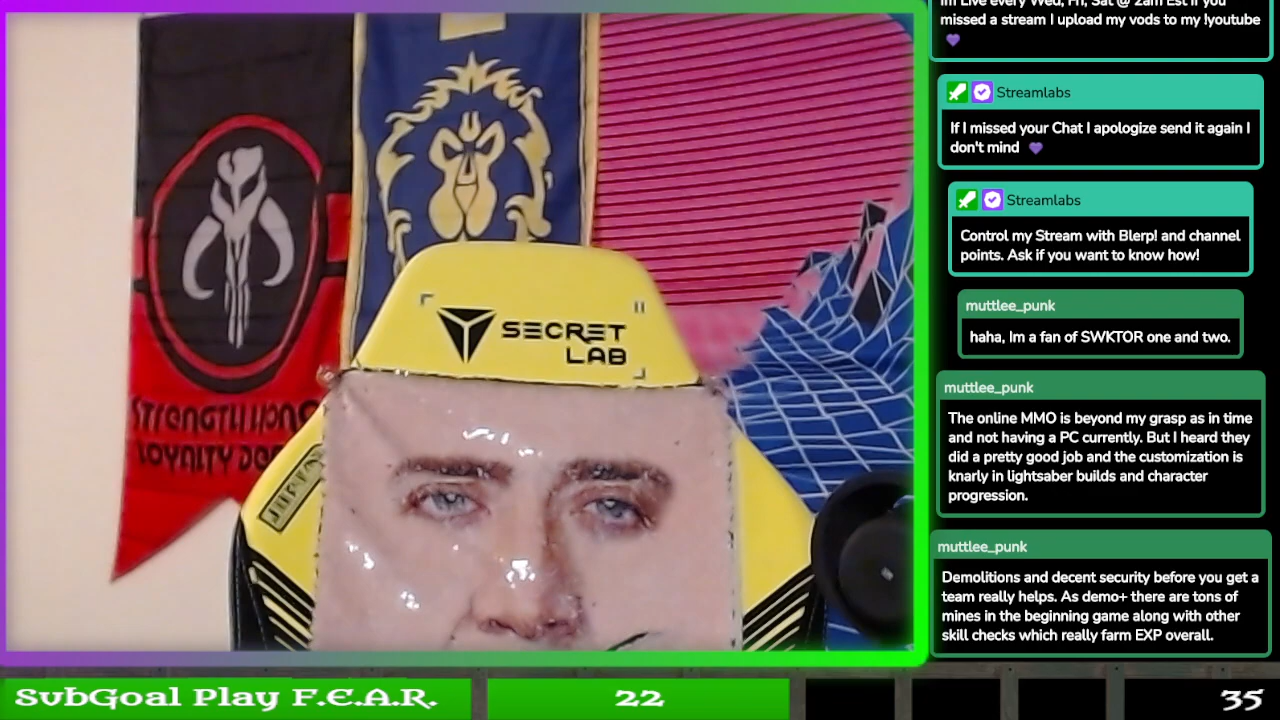 SubGoal Play F.E.A.R.
22
35
SECRET
LAB
STRENGTH
LOYALTY
missed a stream I upload my vods to my !youtube
💜
Streamlabs
If I missed your Chat I apologize send it again I
don't mind 💜
Streamlabs
Control my Stream with Blerp! and channel
points. Ask if you want to know how!
muttlee_punk
haha, Im a fan of SWKTOR one and two.
muttlee_punk
The online MMO is beyond my grasp as in time
and not having a PC currently. But I heard they
did a pretty good job and the customization is
knarly in lightsaber builds and character
progression.
muttlee_punk
Demolitions and decent security before you get a
team really helps. As demo+ there are tons of
mines in the beginning game along with other
skill checks which really farm EXP overall.